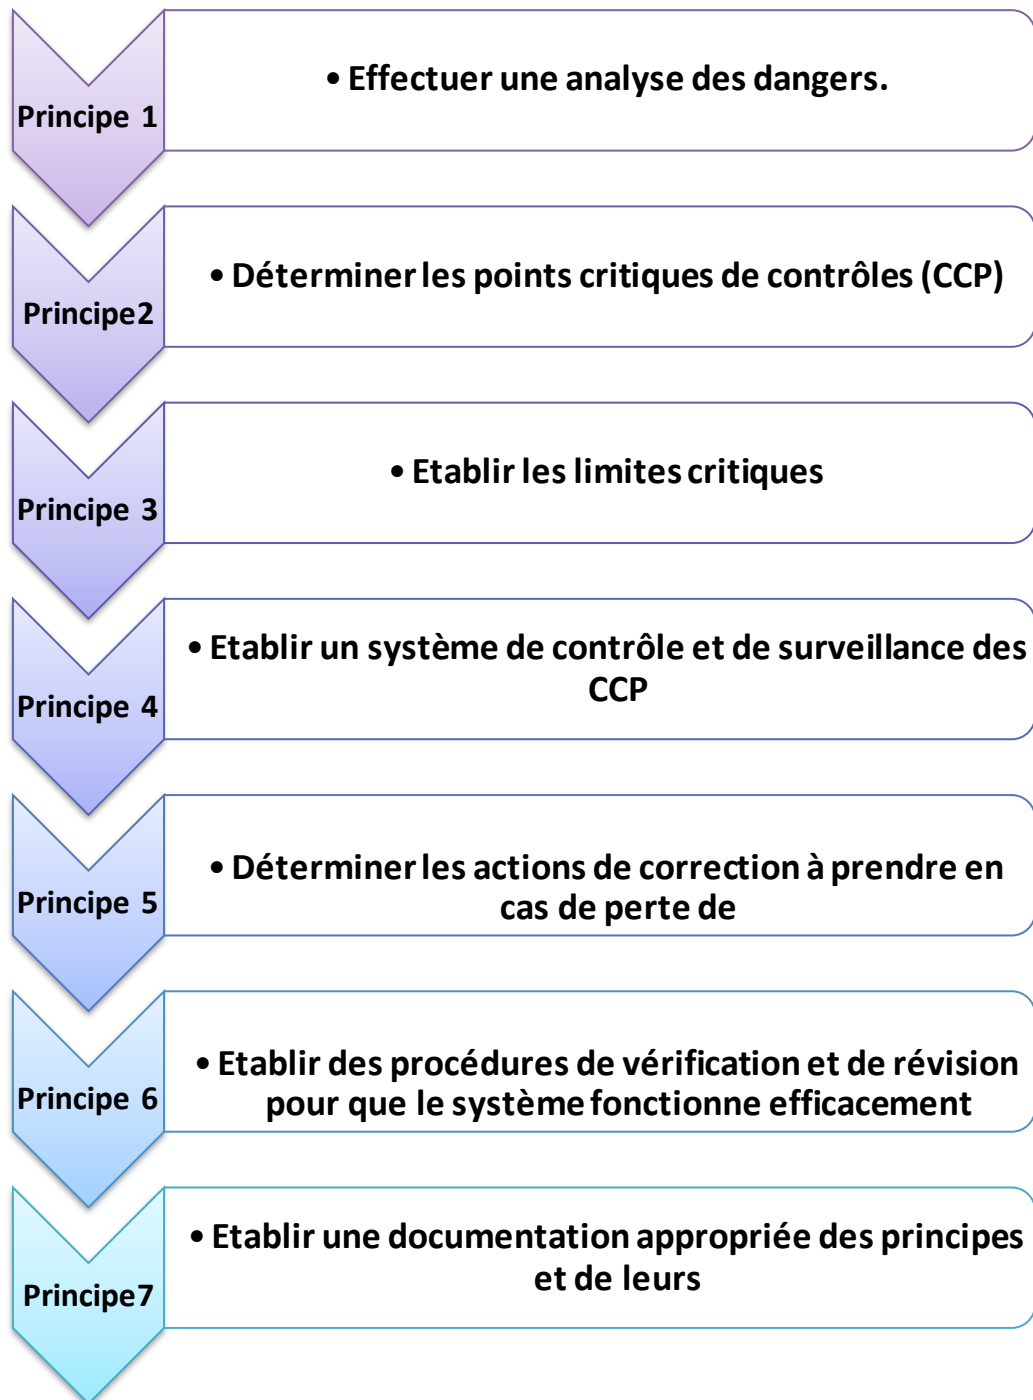 Principe 1
• Effectuer une analyse des dangers.
Principe2
• Déterminer les points critiques de contrôles (CCP)
Principe 3
• Etablir les limites critiques
Principe 4
• Etablir un système de contrôle et de surveillance des
CCP
Principe 5
• Déterminer les actions de correction à prendre en
cas de perte de
Principe 6
• Etablir des procédures de vérification et de révision
pour que le système fonctionne efficacement
Principe7
• Etablir une documentation appropriée des principes
et de leurs